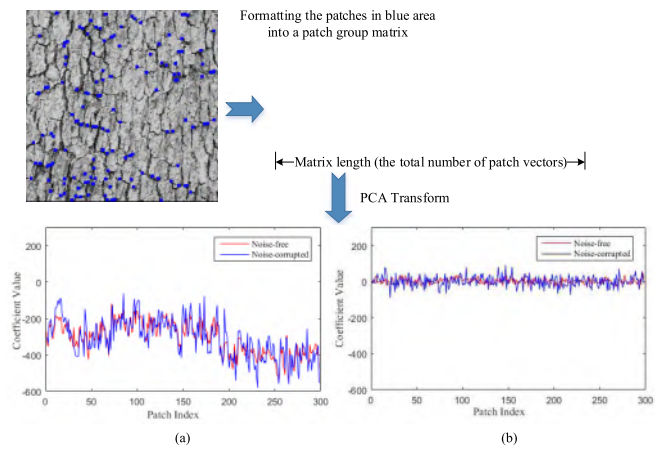 Formatting the patches in blue area
into a patch group matrix
Matrix length (the total number of patch vectors)
PCA Transform
Coefficient Value
200
0
-200
-400
-600
Noise-free
Noise-corrupted
0 50 100 150 200 250 300
Patch Index
(a)
Coefficient Value
200
0
-200
-400
-600
Noise-free
Noise-corrupted
0 50 100 150 200 250 300
Patch Index
(b)